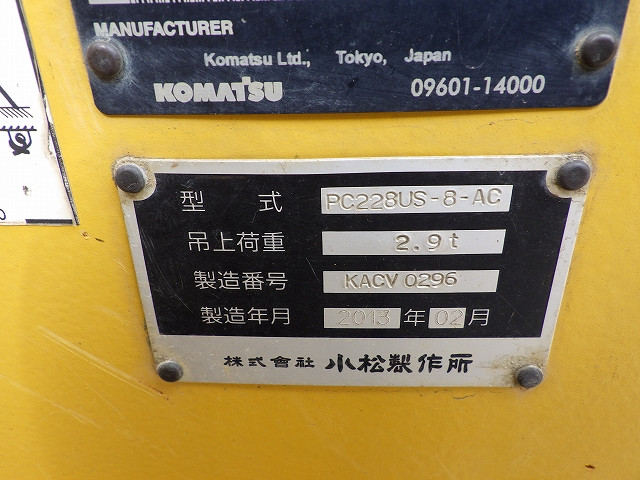 MANUFACTURER
Komatsu Ltd., Tokyo, Japan
KOMATSU 09601-14000
型 式 PC228US-8-AC
吊上荷重 2.9t
製造番号 KACV0296
製造年月 2013 年 02 月
株式會社 小松製作所